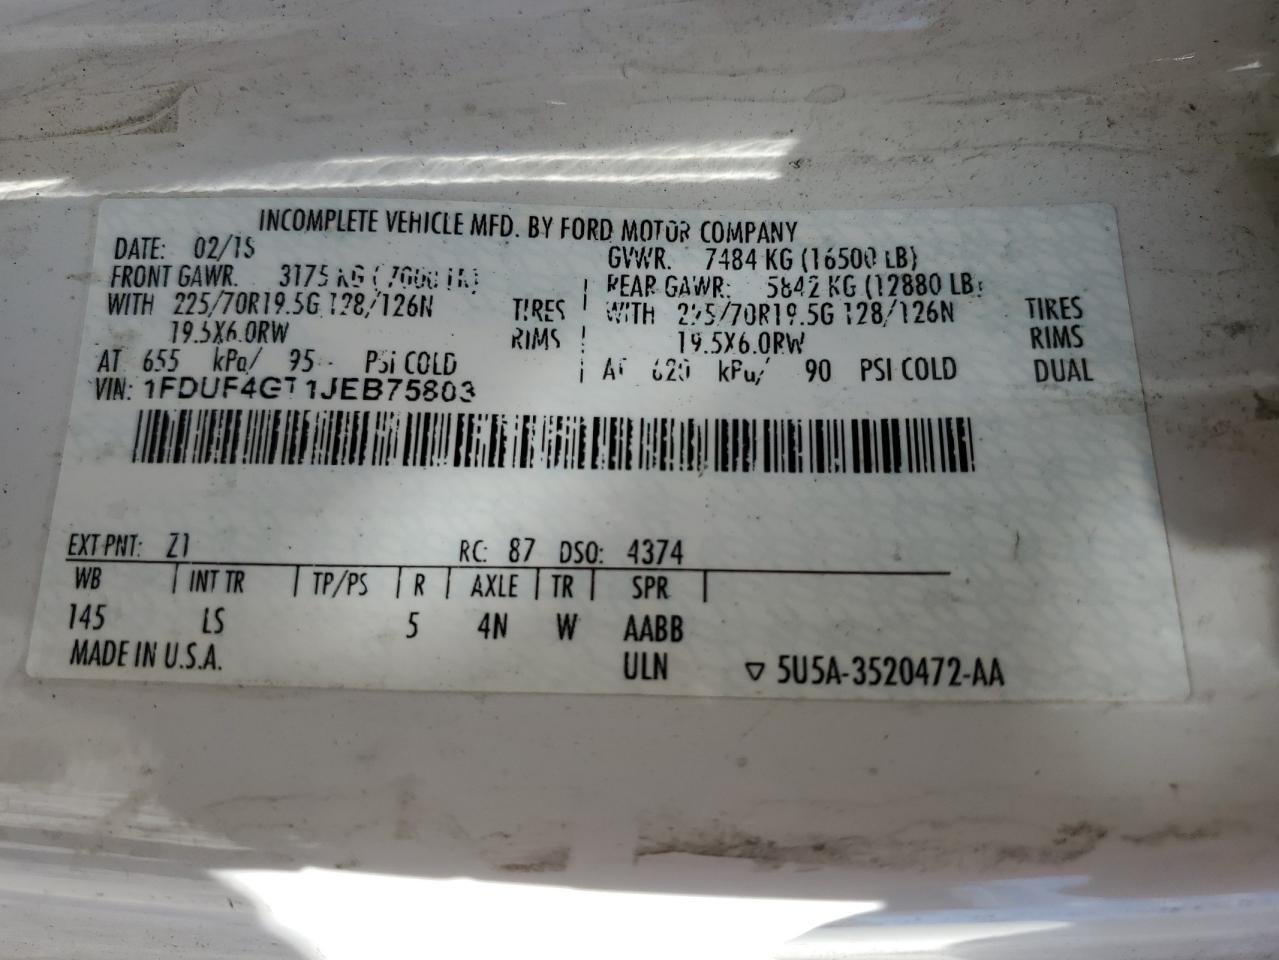 INCOMPLETE VEHICLE MFD. BY FORD MOTOR COMPANY
DATE: 02/15 GVWR. 7484 KG (16500 LB)
FRONT GAWR. 3175 KG REAR GAWR: 5842 KG (12880 LB)
WITH 225/70R19.5G 128/126N TIRES WITH 225/70R19.5G 128/126N TIRES
19.5X6.0RW RIMS 19.5X6.0RW RIMS
AT 655 kPa/ 95 PSI COLD AT 620 kPa/ 90 PSI COLD DUAL
VIN: 1FDUF4GT1JEB75803
EXT PNT: Z1 RC: 87 DSO: 4374
WB INT TR TP/PS R AXLE TR SPR
145 LS 5 4N W AABB
MADE IN U.S.A. ULN ▽ 5U5A-3520472-AA